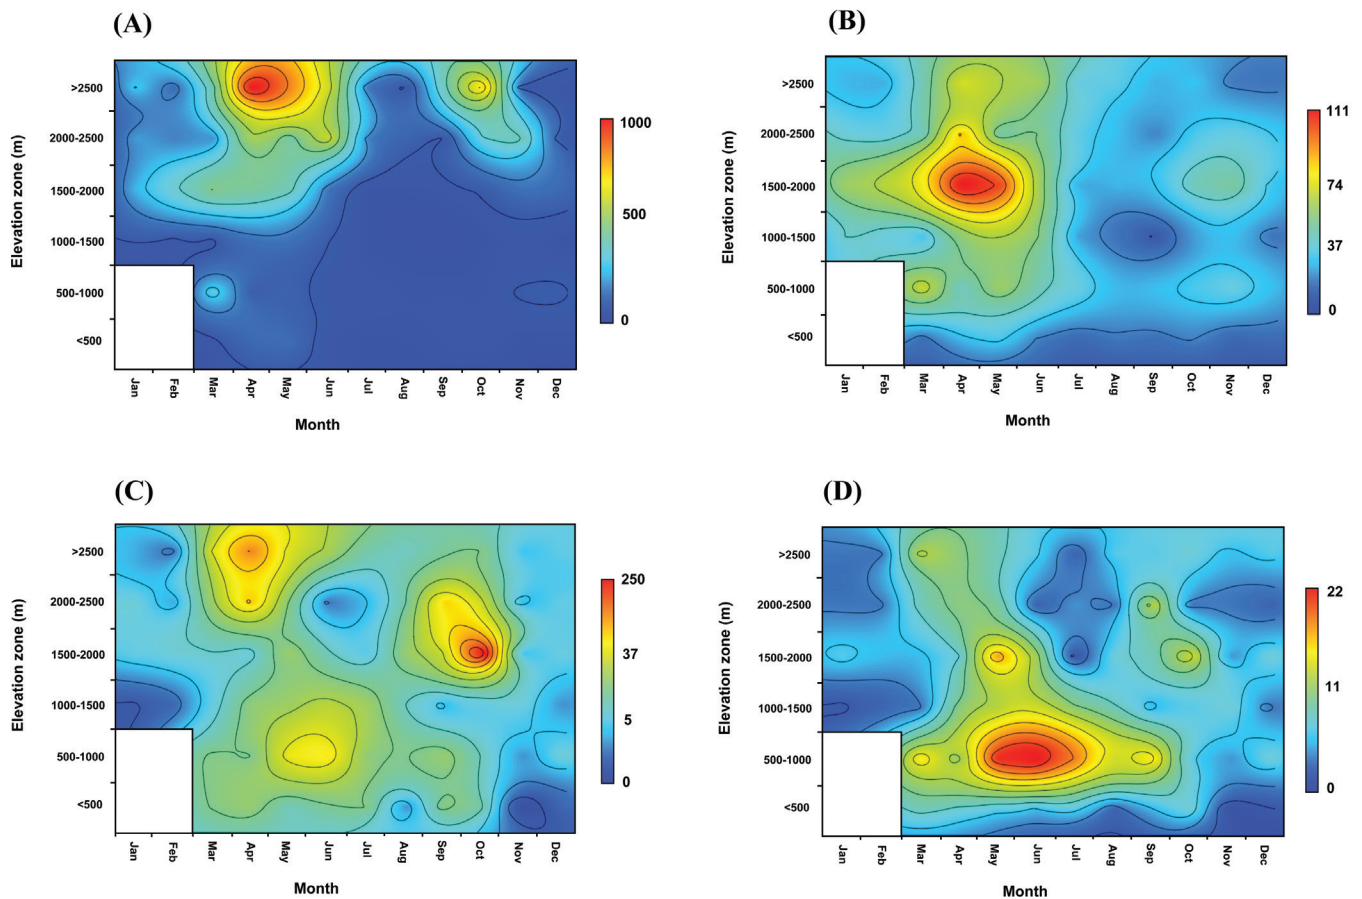 (A)
Elevation zone (m)
>2500
2000-2500
1500-2000
1000-1500
500-1000
<500
Jan Feb Mar Apr May Jun Jul Aug Sep Oct Nov Dec
Month
1000
500
0
(B)
Elevation zone (m)
>2500
2000-2500
1500-2000
1000-1500
500-1000
<500
Jan Feb Mar Apr May Jun Jul Aug Sep Oct Nov Dec
Month
111
74
37
0
(C)
Elevation zone (m)
>2500
2000-2500
1500-2000
1000-1500
500-1000
<500
Jan Feb Mar Apr May Jun Jul Aug Sep Oct Nov Dec
Month
250
37
5
0
(D)
Elevation zone (m)
>2500
2000-2500
1500-2000
1000-1500
500-1000
<500
Jan Feb Mar Apr May Jun Jul Aug Sep Oct Nov Dec
Month
22
11
0